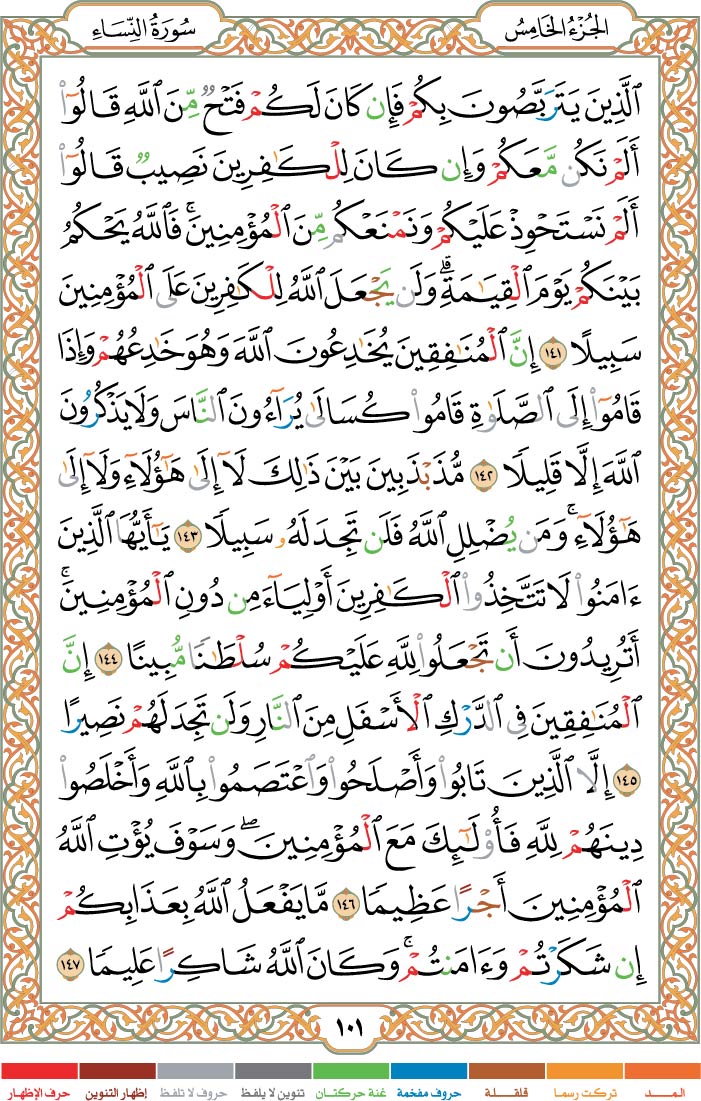 الجُزْءُ الخَامِسُ
سُورَةُ النِّسَاءِ
ٱلَّذِينَ يَتَرَبَّصُونَ بِكُمْ فَإِن كَانَ لَكُمْ فَتْحٌ مِّنَ ٱللَّهِ قَالُوٓا۟
أَلَمْ نَكُن مَّعَكُمْ وَإِن كَانَ لِلْكَـٰفِرِينَ نَصِيبٌ قَالُوٓا۟
أَلَمْ نَسْتَحْوِذْ عَلَيْكُمْ وَنَمْنَعْكُم مِّنَ ٱلْمُؤْمِنِينَ ۚ فَٱللَّهُ يَحْكُمُ
بَيْنَكُمْ يَوْمَ ٱلْقِيَـٰمَةِ ۗ وَلَن يَجْعَلَ ٱللَّهُ لِلْكَـٰفِرِينَ عَلَى ٱلْمُؤْمِنِينَ
سَبِيلًا ١٤١ إِنَّ ٱلْمُنَـٰفِقِينَ يُخَـٰدِعُونَ ٱللَّهَ وَهُوَ خَـٰدِعُهُمْ وَإِذَا
قَامُوٓا۟ إِلَى ٱلصَّلَوٰةِ قَامُوا۟ كُسَالَىٰ يُرَآءُونَ ٱلنَّاسَ وَلَا يَذْكُرُونَ
ٱللَّهَ إِلَّا قَلِيلًا ١٤٢ مُّذَبْذَبِينَ بَيْنَ ذَٰلِكَ لَآ إِلَىٰ هَـٰٓؤُلَآءِ وَلَآ إِلَىٰ
هَـٰٓؤُلَآءِ ۚ وَمَن يُضْلِلِ ٱللَّهُ فَلَن تَجِدَ لَهُۥ سَبِيلًا ١٤٣ يَـٰٓأَيُّهَا ٱلَّذِينَ
ءَامَنُوا۟ لَا تَتَّخِذُوا۟ ٱلْكَـٰفِرِينَ أَوْلِيَآءَ مِن دُونِ ٱلْمُؤْمِنِينَ ۚ
أَتُرِيدُونَ أَن تَجْعَلُوا۟ لِلَّهِ عَلَيْكُمْ سُلْطَـٰنًا مُّبِينًا ١٤٤ إِنَّ
ٱلْمُنَـٰفِقِينَ فِى ٱلدَّرْكِ ٱلْأَسْفَلِ مِنَ ٱلنَّارِ وَلَن تَجِدَ لَهُمْ نَصِيرًا
١٤٥ إِلَّا ٱلَّذِينَ تَابُوا۟ وَأَصْلَحُوا۟ وَٱعْتَصَمُوا۟ بِٱللَّهِ وَأَخْلَصُوا۟
دِينَهُمْ لِلَّهِ فَأُو۟لَـٰٓئِكَ مَعَ ٱلْمُؤْمِنِينَ ۖ وَسَوْفَ يُؤْتِ ٱللَّهُ
ٱلْمُؤْمِنِينَ أَجْرًا عَظِيمًا ١٤٦ مَّا يَفْعَلُ ٱللَّهُ بِعَذَابِكُمْ
إِن شَكَرْتُمْ وَءَامَنتُمْ ۚ وَكَانَ ٱللَّهُ شَاكِرًا عَلِيمًا ١٤٧
١٠١
المـــد تركت رسما قلقـلـة حروف مفخمة غنة حركتان تنوين لا يلفظ حروف لا تلفظ إظهار التنوين حرف الإظهار